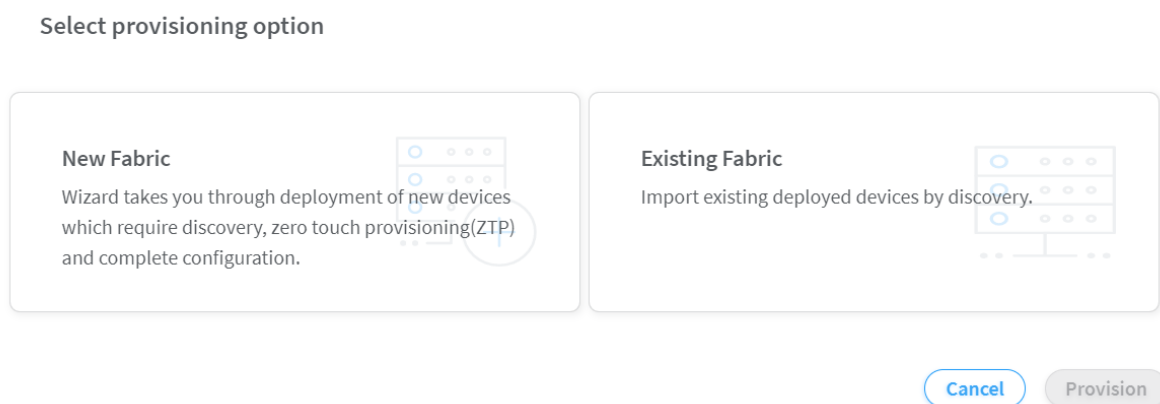 Select provisioning option
New Fabric
Wizard takes you through deployment of new devices
which require discovery, zero touch provisioning(ZTP)
and complete configuration.
Existing Fabric
Import existing deployed devices by discovery.
Cancel
Provision